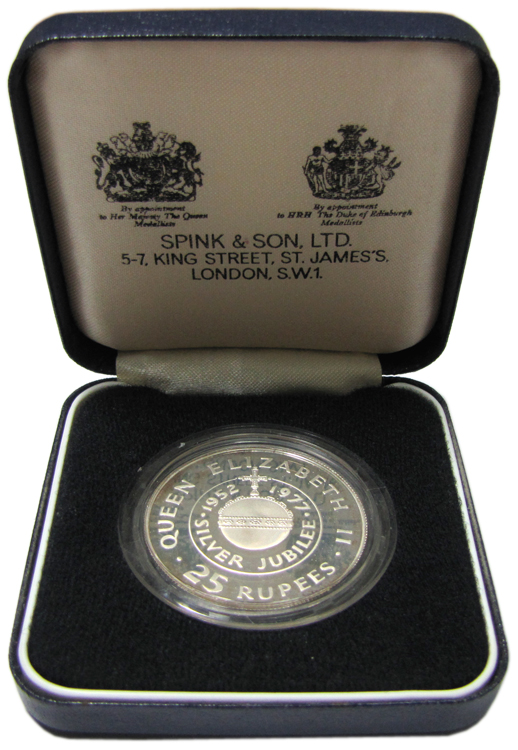 By appointment
to Her Majesty The Queen
Medallists
By appointment
to HRH The Duke of Edinburgh
Medallists
SPINK & SON, LTD.
5-7, KING STREET, ST. JAMES'S.
LONDON, S.W.1.
QUEEN ELIZABETH II
· 1952 1977 ·
SILVER JUBILEE
· 25 RUPEES ·